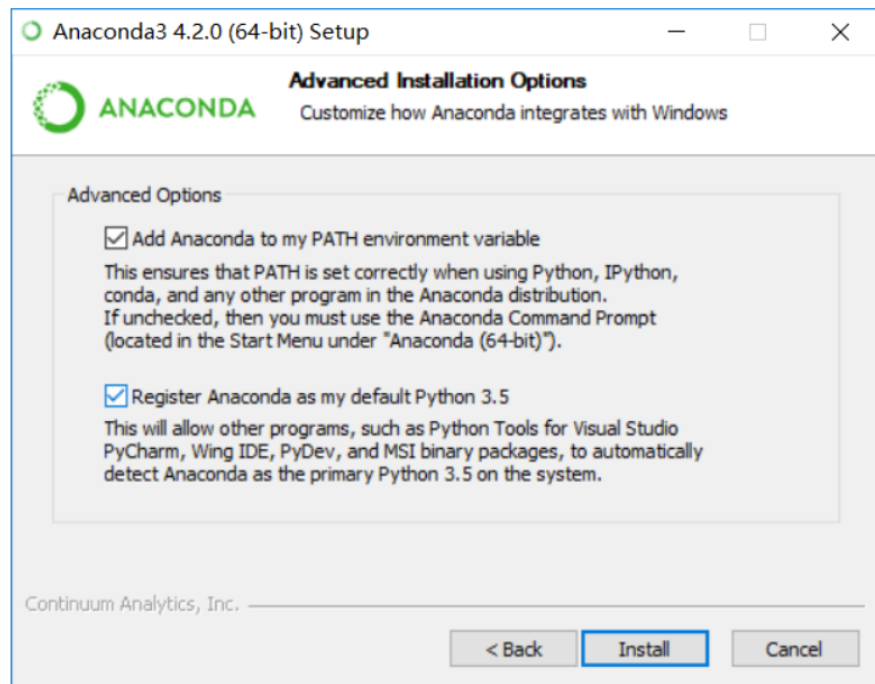 Anaconda3 4.2.0 (64-bit) Setup
ANACONDA
Advanced Installation Options
Customize how Anaconda integrates with Windows
Advanced Options
Add Anaconda to my PATH environment variable
This ensures that PATH is set correctly when using Python, IPython,
conda, and any other program in the Anaconda distribution.
If unchecked, then you must use the Anaconda Command Prompt
(located in the Start Menu under "Anaconda (64-bit)").
Register Anaconda as my default Python 3.5
This will allow other programs, such as Python Tools for Visual Studio
PyCharm, Wing IDE, PyDev, and MSI binary packages, to automatically
detect Anaconda as the primary Python 3.5 on the system.
Continuum Analytics, Inc.
< Back
Install
Cancel